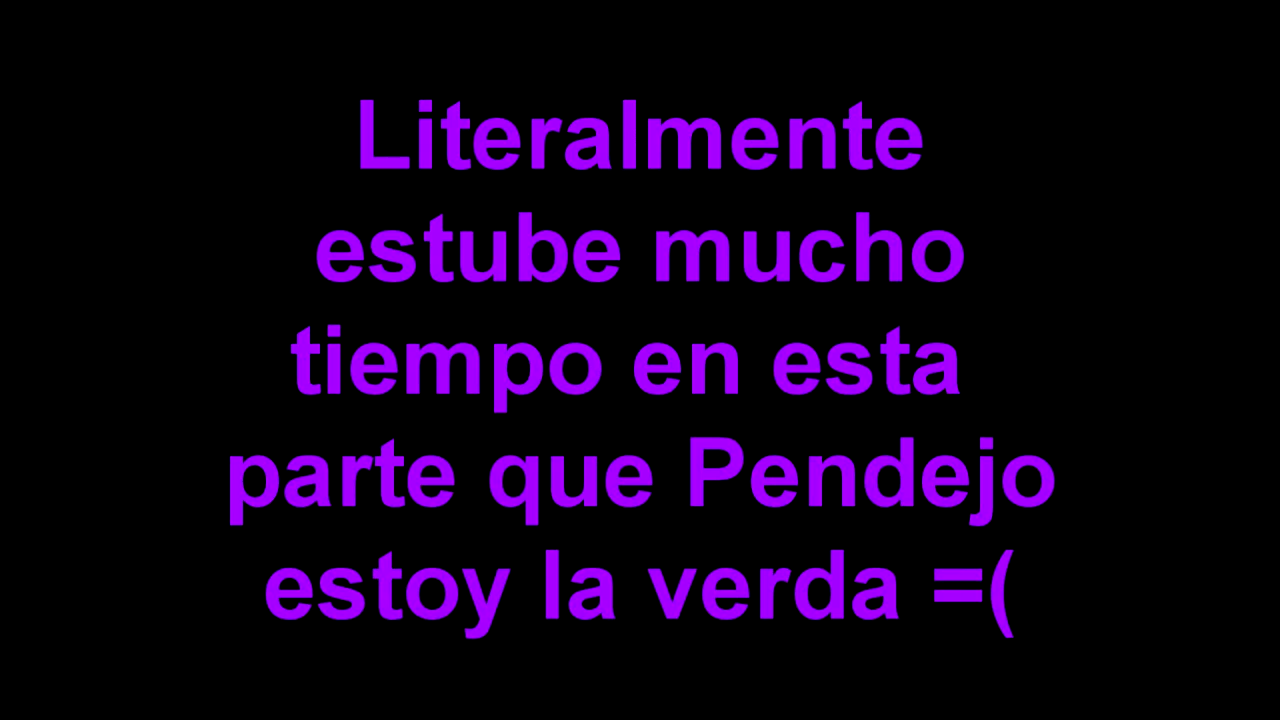 Literalmente
estube mucho
tiempo en esta
parte que Pendejo
estoy la verda =(